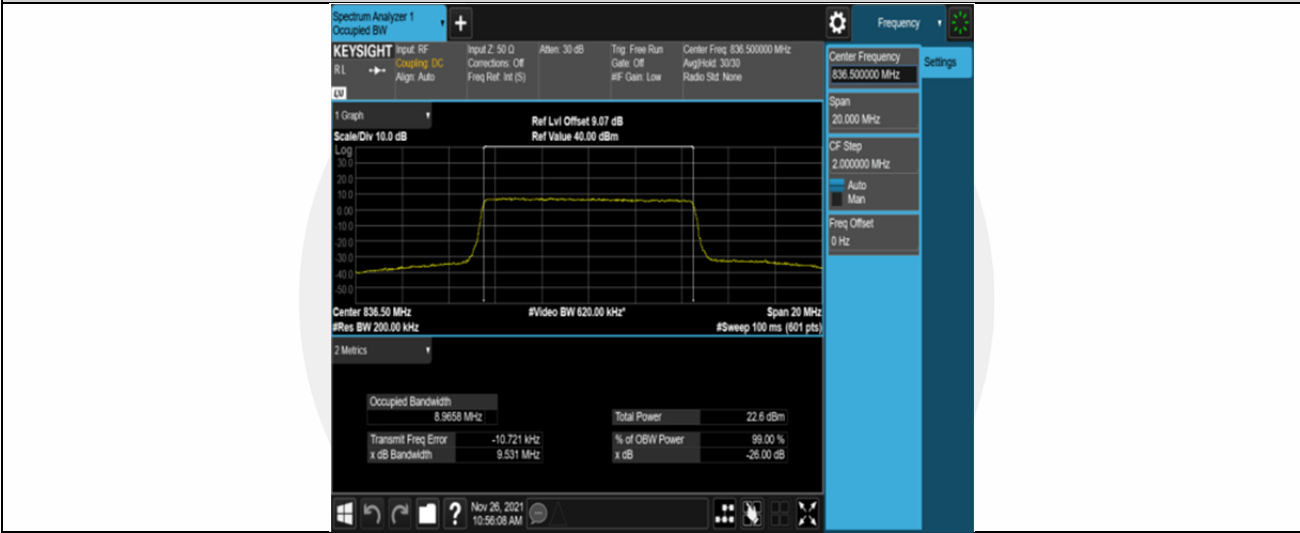 Spectrum Analyzer 1
Occupied BW
+
Frequency
KEYSIGHT
Input: RF
Input Z: 50 Ω
Atten: 30 dB
Trig: Free Run
Center Freq: 836.500000 MHz
R L
Coupling: DC
Corrections: Off
Gate: Off
Avg|Hold: 30/30
Align: Auto
Freq Ref: Int (S)
#IF Gain: Low
Radio Std: None
Center Frequency
836.500000 MHz
Settings
Span
20.000 MHz
CF Step
2.000000 MHz
Auto
Man
Freq Offset
0 Hz
1 Graph
Ref Lvl Offset 9.07 dB
Scale/Div 10.0 dB
Ref Value 40.00 dBm
Log
30.0
20.0
10.0
0.00
-10.0
-20.0
-30.0
-40.0
-50.0
Center 836.50 MHz
#Video BW 620.00 kHz*
Span 20 MHz
#Res BW 200.00 kHz
#Sweep 100 ms (601 pts)
2 Metrics
Occupied Bandwidth
8.9658 MHz
Total Power 22.6 dBm
Transmit Freq Error -10.721 kHz
% of OBW Power 99.00 %
x dB Bandwidth 9.531 MHz
x dB -26.00 dB
?
Nov 26, 2021
10:56:08 AM